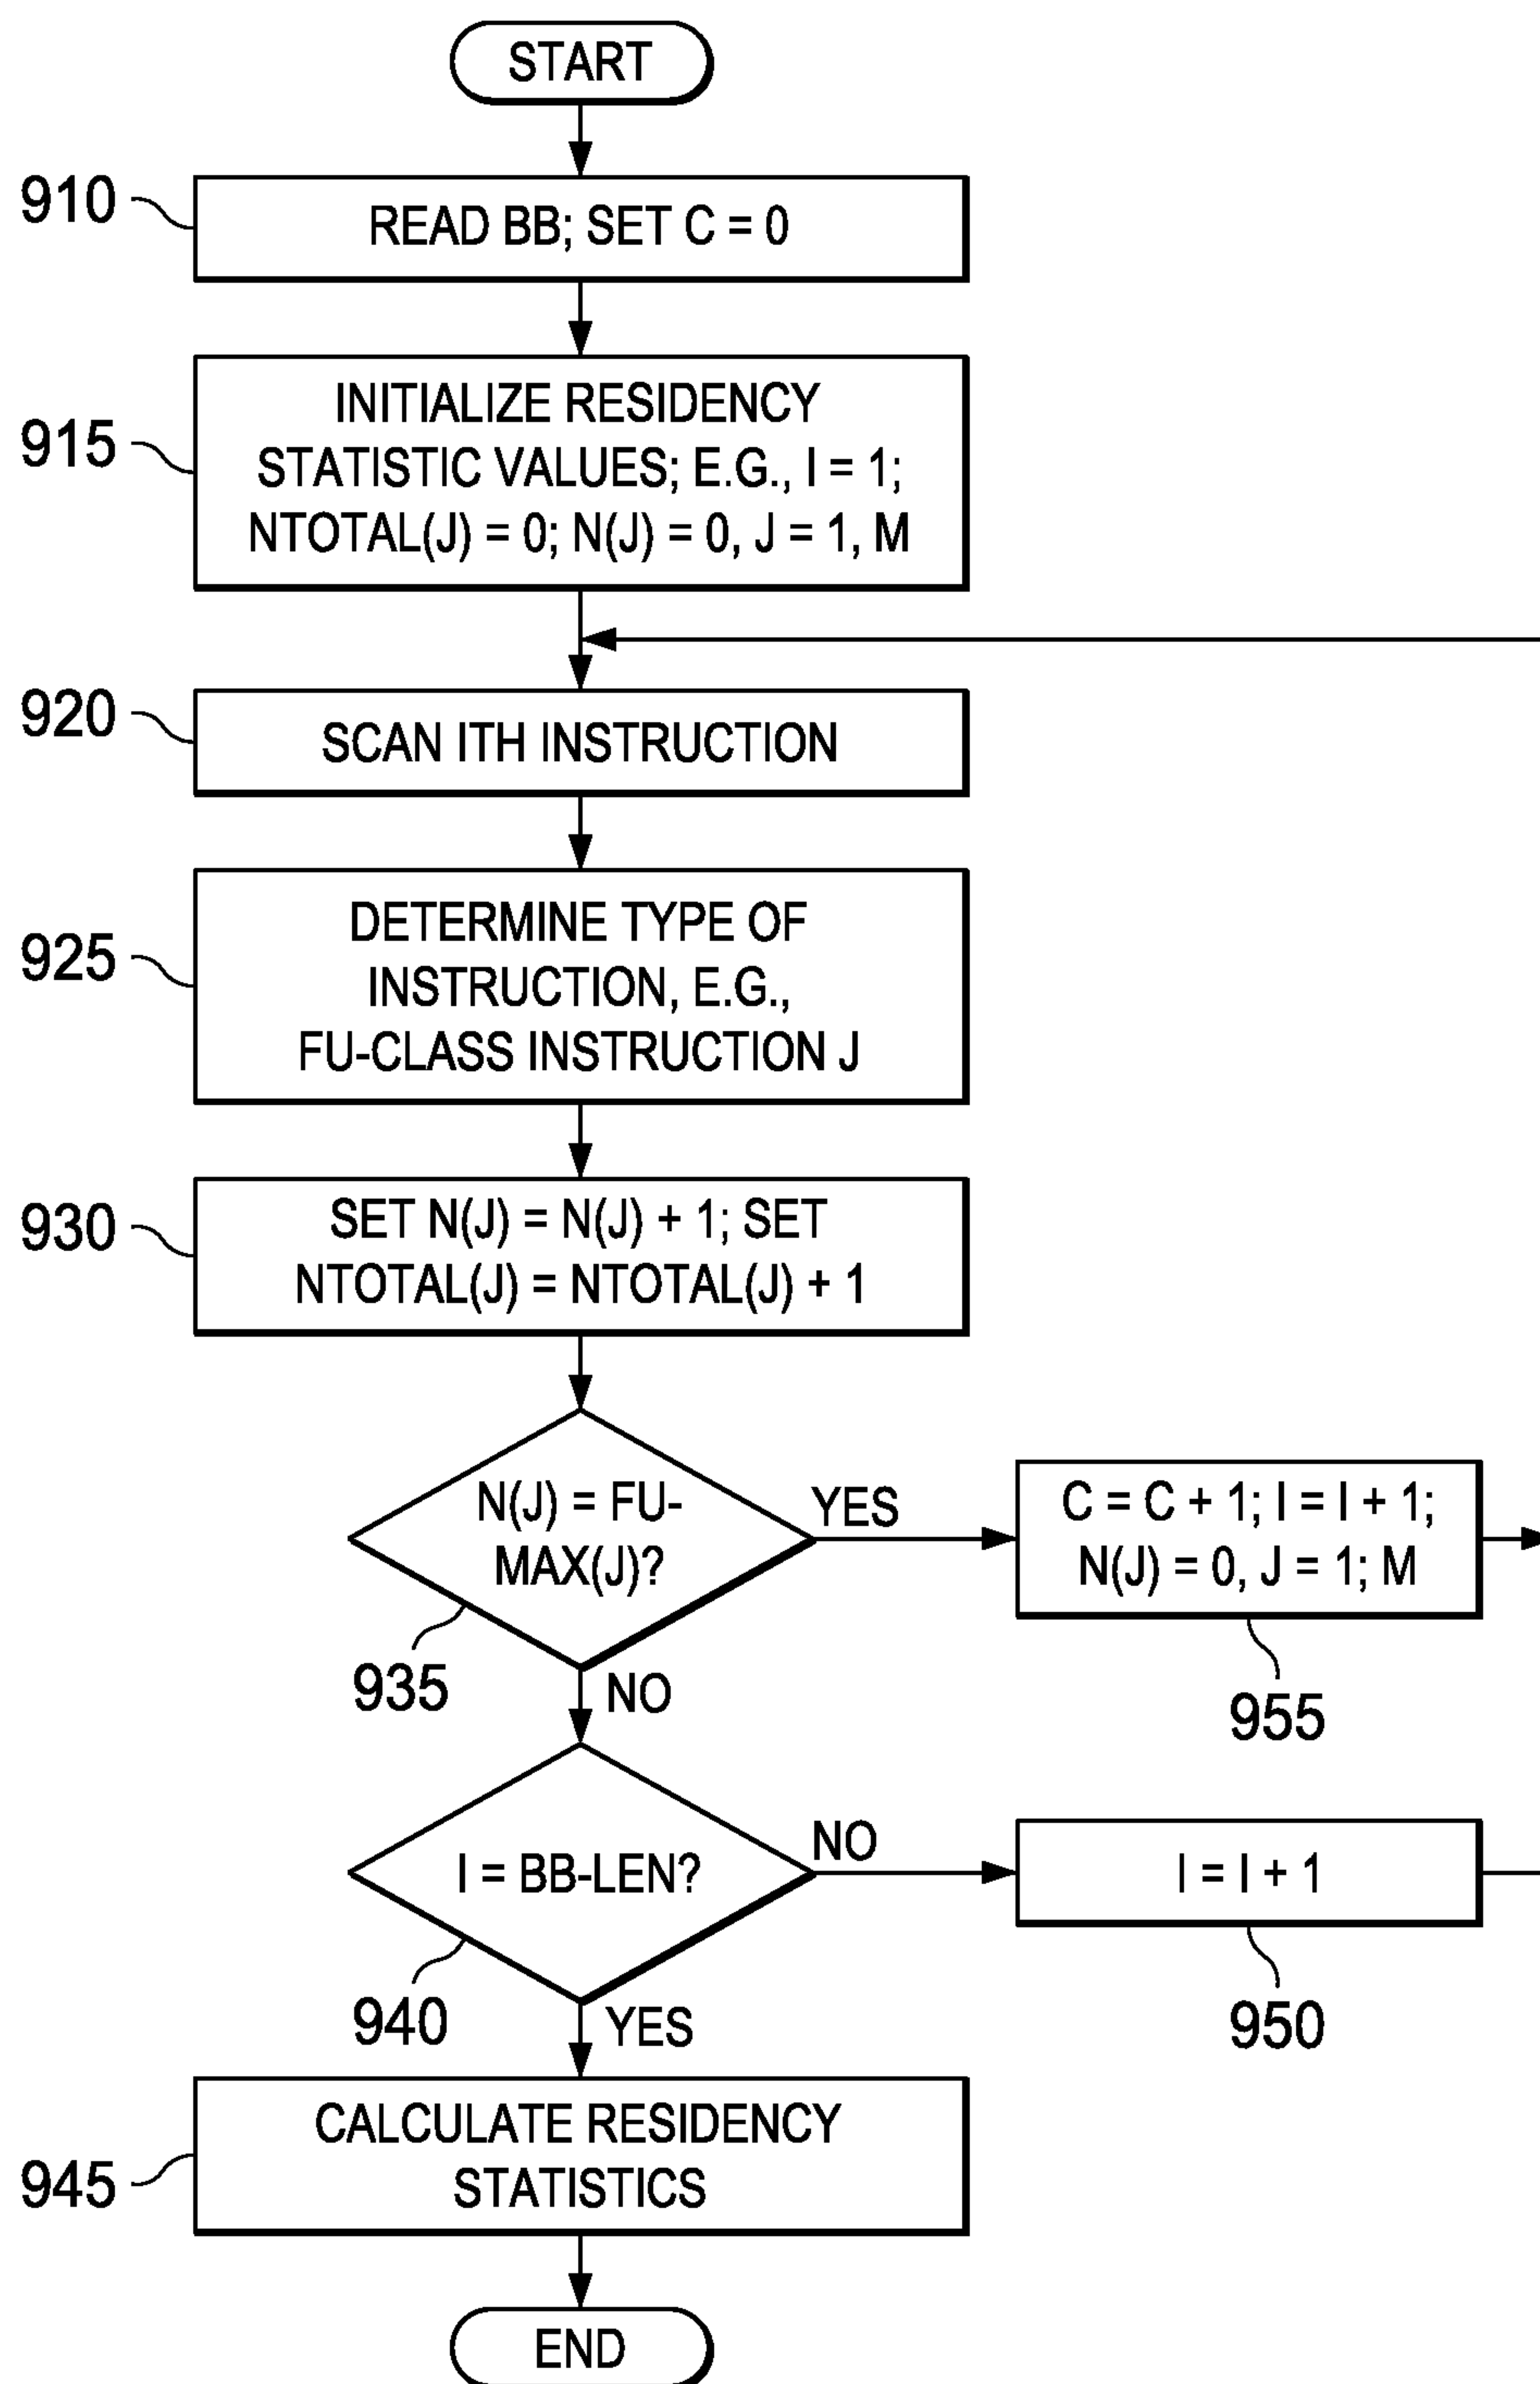 START
910
READ BB; SET C = 0
INITIALIZE RESIDENCY
915
STATISTIC VALUES; E.G., I = 1;
NTOTAL(J) = 0; N(J) = 0, J = 1, M
920
SCAN ITH INSTRUCTION
DETERMINE TYPE OF
925
INSTRUCTION, E.G.,
FU-CLASS INSTRUCTION J
930
SET N(J) = N(J) + 1; SET
NTOTAL(J) = NTOTAL(J) + 1
N(J) = FU-
MAX(J)?
YES
C = C + 1; I = I + 1;
N(J) = 0, J = 1; M
935
NO
955
I = BB-LEN?
NO
I = I + 1
940
YES
950
CALCULATE RESIDENCY
STATISTICS
945
END